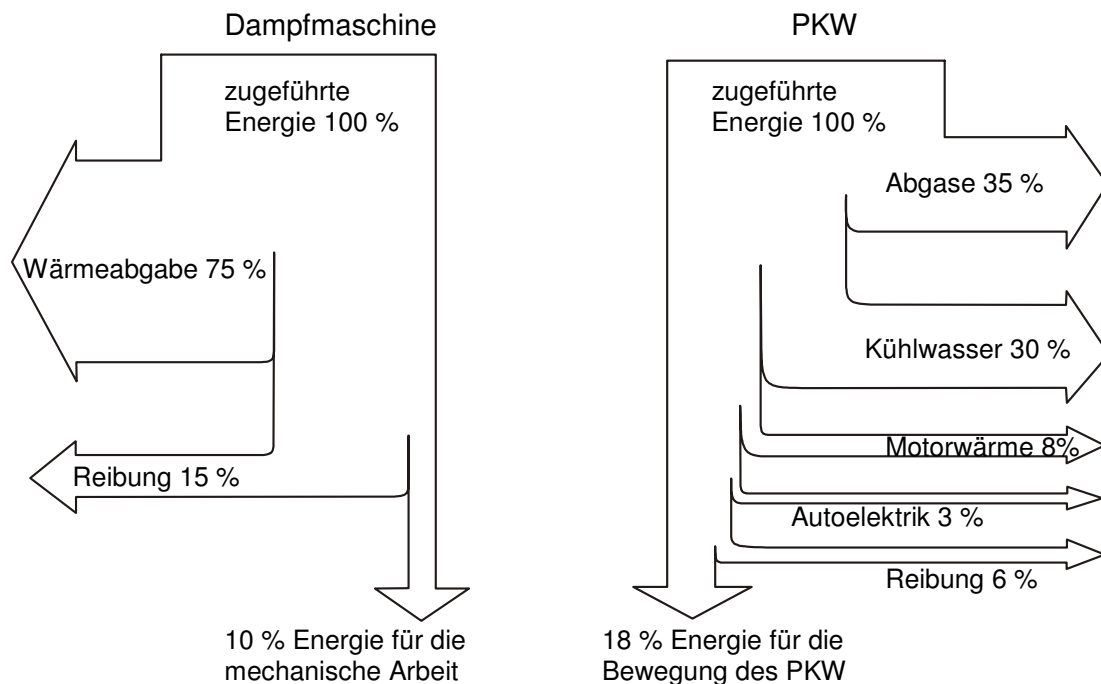 Dampfmaschine
zugeführte
Energie 100 %
Wärmeabgabe 75 %
Reibung 15 %
10 % Energie für die
mechanische Arbeit
PKW
zugeführte
Energie 100 %
Abgase 35 %
Kühlwasser 30 %
Motorwärme 8%
Autoelektrik 3 %
Reibung 6 %
18 % Energie für die
Bewegung des PKW